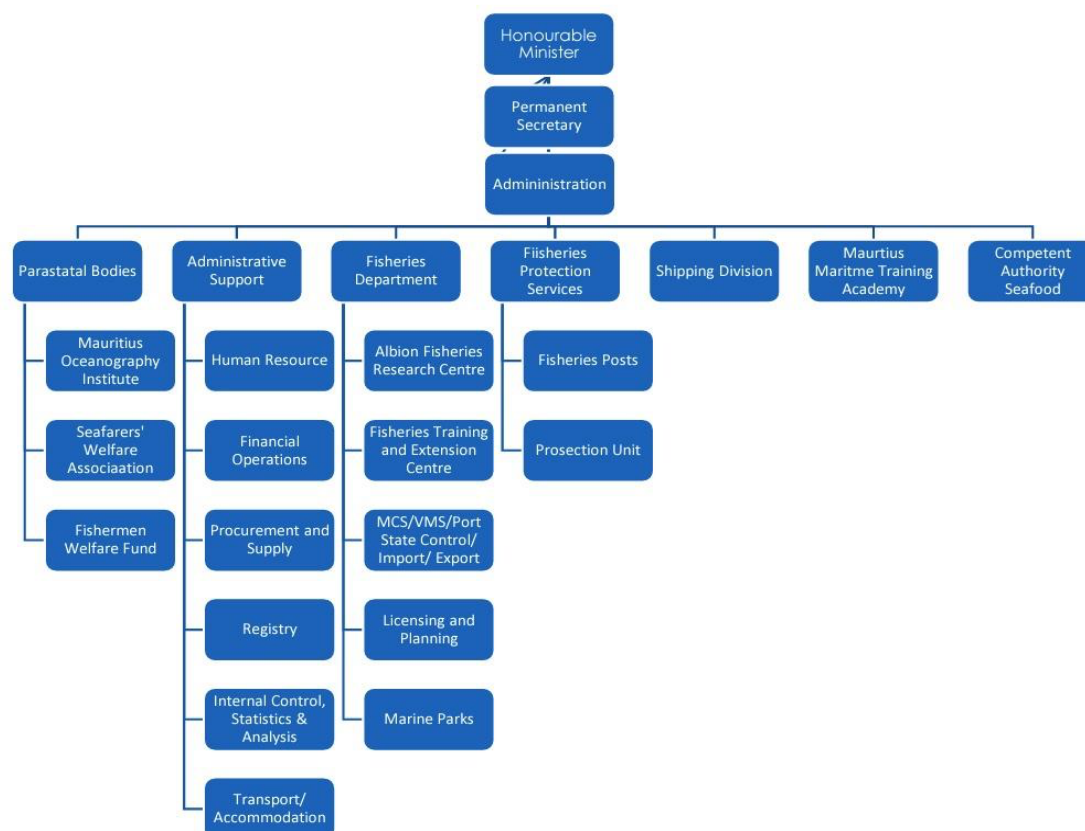 Honourable
Minister
Permanent
Secretary
Admininistration
Parastatal Bodies
Administrative
Support
Fisheries
Department
Fiisheries
Protection
Services
Shipping Division
Maurtius
Maritme Training
Academy
Competent
Authority
Seafood
Mauritius
Oceanography
Institute
Seafarers'
Welfare
Associaation
Fishermen
Welfare Fund
Human Resource
Financial
Operations
Procurement and
Supply
Registry
Internal Control,
Statistics &
Analysis
Transport/
Accommodation
Albion Fisheries
Research Centre
Fisheries Training
and Extension
Centre
MCS/VMS/Port
State Control/
Import/ Export
Licensing and
Planning
Marine Parks
Fisheries Posts
Prosection Unit